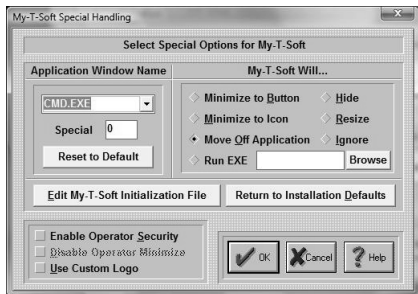 My-T-Soft Special Handling
Select Special Options for My-T-Soft
Application Window Name
My-T-Soft Will...
CMD.EXE
Special 0
Reset to Default
Minimize to Button
Hide
Minimize to Icon
Resize
Move Off Application
Ignore
Run EXE
Browse
Edit My-T-Soft Initialization File
Return to Installation Defaults
Enable Operator Security
Disable Operator Minimize
Use Custom Logo
OK
Cancel
Help